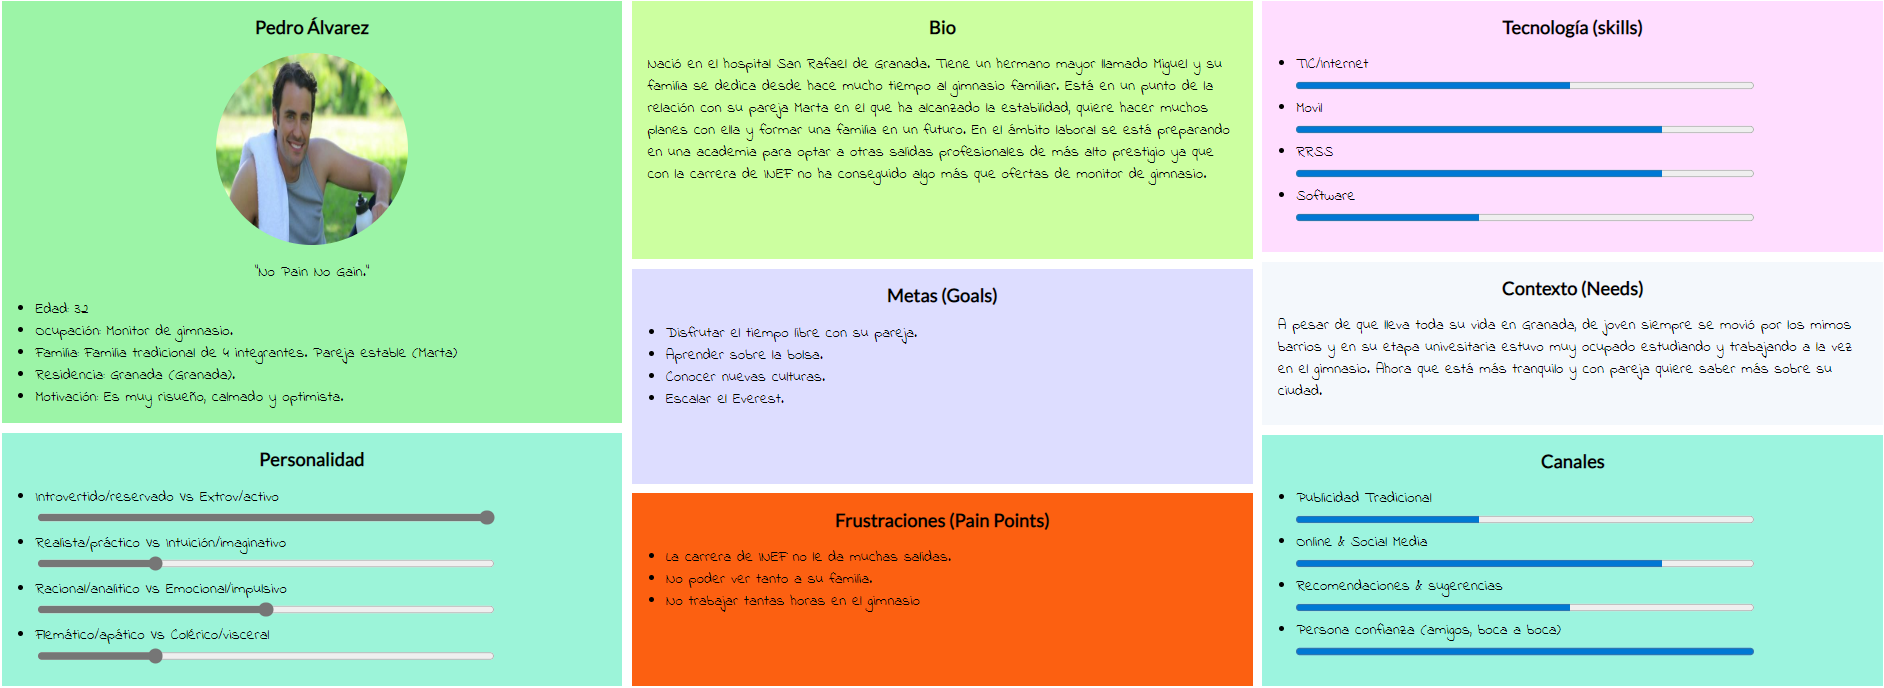 Pedro Álvarez
"No Pain No Gain."
Edad: 32
Ocupación: Monitor de gimnasio.
Familia: Familia tradicional de 4 integrantes. Pareja estable (Marta)
Residencia: Granada (Granada).
Motivación: Es muy risueño, calmado y optimista.
Personalidad
Introvertido/reservado Vs Extrov/activo
Realista/práctico Vs Intuición/imaginativo
Racional/analitico Vs Emocional/impulsivo
Flemático/apático Vs Colérico/visceral
Bio
Nació en el hospital San Rafael de Granada. Tiene un hermano mayor llamado Miguel y su
familia se dedica desde hace mucho tiempo al gimnasio familiar. Está en un punto de la
relación con su pareja Marta en el que ha alcanzado la estabilidad, quiere hacer muchos
planes con ella y formar una familia en un futuro. En el ámbito laboral se está preparando
en una academia para optar a otras salidas profesionales de más alto prestigio ya que
con la carrera de INEF no ha conseguido algo más que ofertas de monitor de gimnasio.
Metas (Goals)
Disfrutar el tiempo libre con su pareja.
Aprender sobre la bolsa.
Conocer nuevas culturas.
Escalar el Everest.
Frustraciones (Pain Points)
La carrera de INEF no le da muchas salidas.
No poder ver tanto a su familia.
No trabajar tantas horas en el gimnasio
Tecnología (skills)
TIC/Internet
Movil
RRSS
Software
Contexto (Needs)
A pesar de que lleva toda su vida en Granada, de joven siempre se movió por los mimos
barrios y en su etapa univesitaria estuvo muy ocupado estudiando y trabajando a la vez
en el gimnasio. Ahora que está más tranquilo y con pareja quiere saber más sobre su
ciudad.
Canales
Publicidad Tradicional
Online & Social Media
Recomendaciones & sugerencias
Persona confianza (amigos, boca a boca)